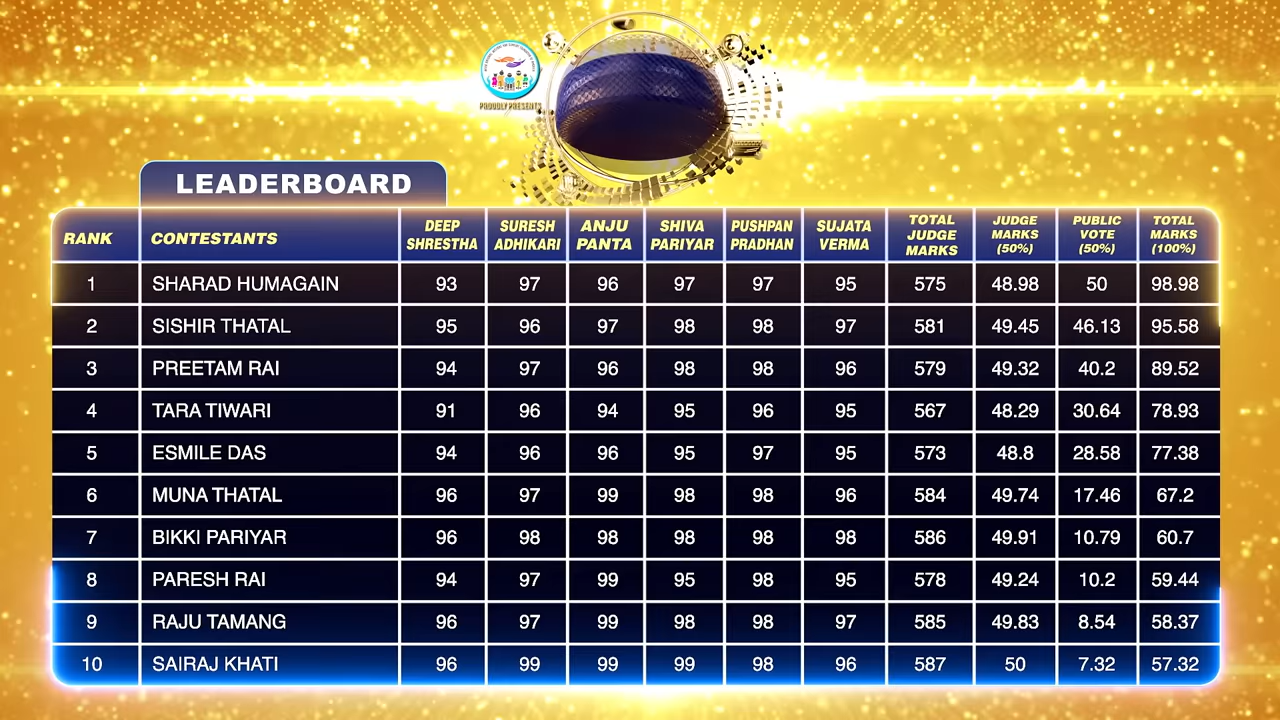 PROUDLY PRESENTS
LEADERBOARD
RANK CONTESTANTS DEEP SHRESTHA SURESH ADHIKARI ANJU PANTA SHIVA PARIYAR PUSHPAN PRADHAN SUJATA VERMA TOTAL JUDGE MARKS JUDGE MARKS (50%) PUBLIC VOTE (50%) TOTAL MARKS (100%)
1 SHARAD HUMAGAIN 93 97 96 97 97 95 575 48.98 50 98.98
2 SISHIR THATAL 95 96 97 98 98 97 581 49.45 46.13 95.58
3 PREETAM RAI 94 97 96 98 98 96 579 49.32 40.2 89.52
4 TARA TIWARI 91 96 94 95 96 95 567 48.29 30.64 78.93
5 ESMILE DAS 94 96 96 95 97 95 573 48.8 28.58 77.38
6 MUNA THATAL 96 97 99 98 98 96 584 49.74 17.46 67.2
7 BIKKI PARIYAR 96 98 98 98 98 98 586 49.91 10.79 60.7
8 PARESH RAI 94 97 99 95 98 95 578 49.24 10.2 59.44
9 RAJU TAMANG 96 97 99 98 98 97 585 49.83 8.54 58.37
10 SAIRAJ KHATI 96 99 99 99 98 96 587 50 7.32 57.32